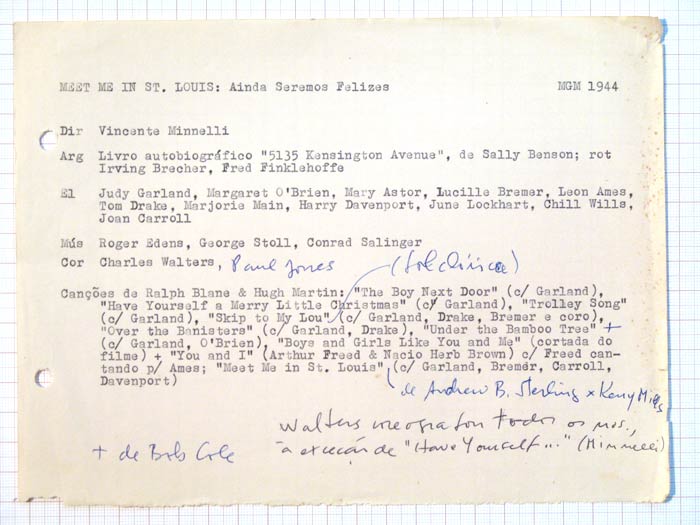 MEET ME IN ST. LOUIS: Ainda Seremos Felizes MGM 1944
Dir Vincente Minnelli
Arg Livro autobiográfico "5135 Kensington Avenue", de Sally Benson; rot
Irving Brecher, Fred Finklehoffe
El Judy Garland, Margaret O'Brien, Mary Astor, Lucille Bremer, Leon Ames,
Tom Drake, Marjorie Main, Harry Davenport, June Lockhart, Chill Wills,
Joan Carroll
Mús Roger Edens, George Stoll, Conrad Salinger
Cor Charles Walters, Paul Jones (folclórica)
Canções de Ralph Blane & Hugh Martin: "The Boy Next Door" (c/ Garland),
"Have Yourself a Merry Little Christmas" (c/ Garland), "Trolley Song"
(c/ Garland), "Skip to My Lou" (c/ Garland, Drake, Bremer e coro),
"Over the Banisters" (c/ Garland, Drake), "Under the Bamboo Tree" +
(c/ Garland, O'Brien), "Boys and Girls Like You and Me" (cortada do
filme) + "You and I" (Arthur Freed & Nacio Herb Brown) c/ Freed can-
tando p/ Ames; "Meet Me in St. Louis" (c/ Garland, Bremer, Carroll,
Davenport)
de Andrew B. Sterling x Kerry Mills
Walters coreografou todos os nus.,
à exceção de "Have Yourself..." (Minnelli)
+ de Bob Cole